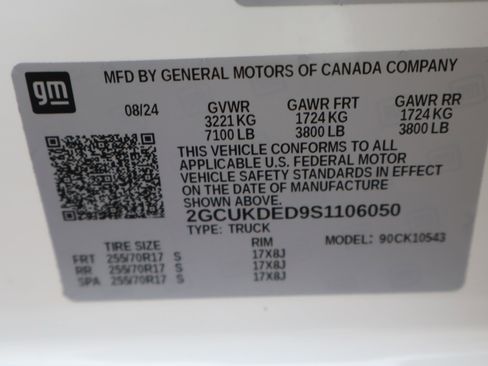 gm
MFD BY GENERAL MOTORS OF CANADA COMPANY
08/24 GVWR GAWR FRT GAWR RR
3221 KG 1724 KG 1724 KG
7100 LB 3800 LB 3800 LB
THIS VEHICLE CONFORMS TO ALL
APPLICABLE U.S. FEDERAL MOTOR
VEHICLE SAFETY STANDARDS IN EFFECT
ON THE DATE OF MANUFACTURE
SHOWN ABOVE.
2GCUKDED9S1106050
TYPE: TRUCK MODEL: 90CK10543
TIRE SIZE RIM
FRT 255/70R17 S 17X8J
RR 255/70R17 S 17X8J
SPA 255/70R17 S 17X8J